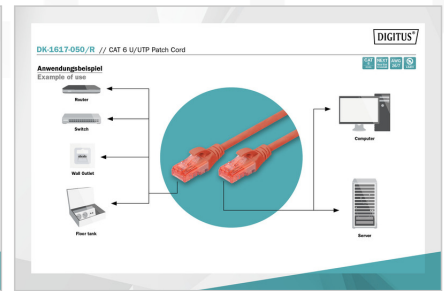 DIGITUS®
DK-1617-050/R // CAT 6 U/UTP Patch Cord
Anwendungsbeispiel
Example of use
Router
Switch
Wall Outlet
Floor tank
Computer
Server